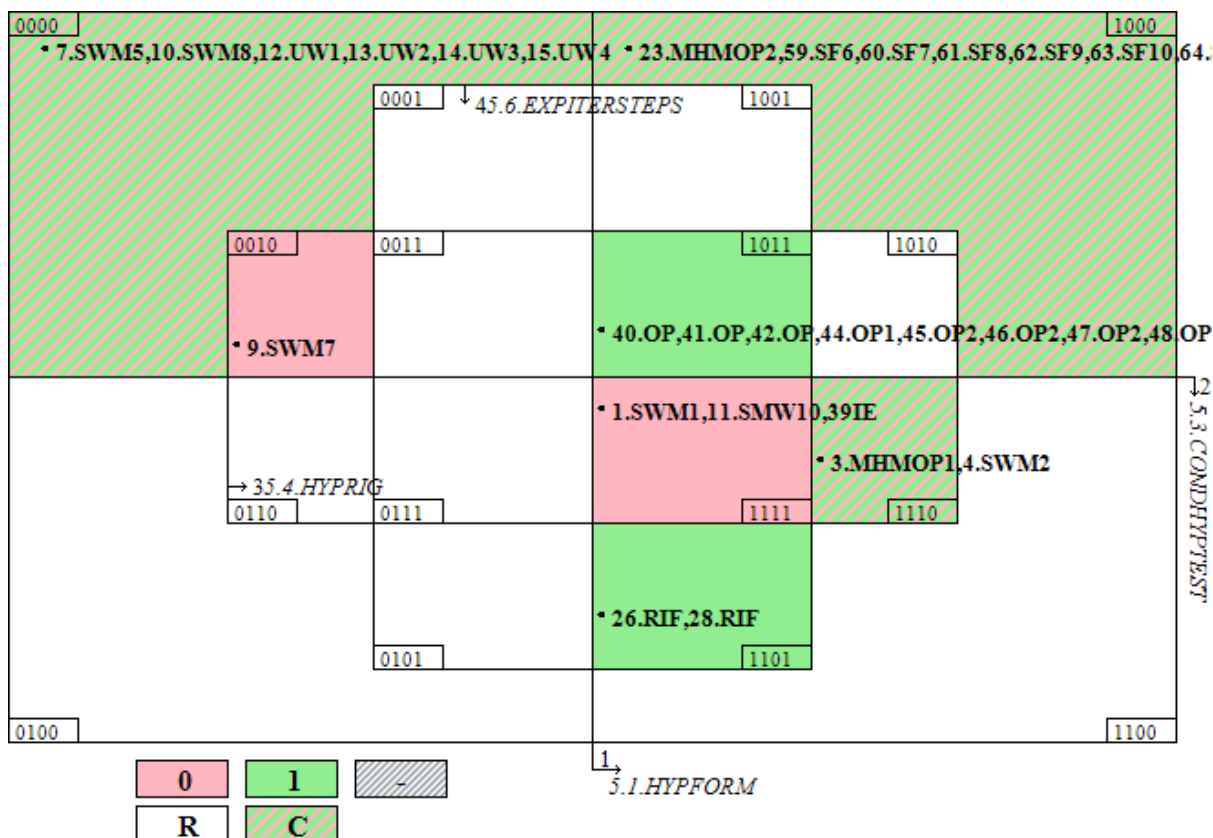 0000 1000
7.SWM5,10.SWM8,12.UW1,13.UW2,14.UW3,15.UW4 23.MHMOP2,59.SF6,60.SF7,61.SF8,62.SF9,63.SF10,64.
0001 45.6.EXPITERSTEPS 1001
0010 0011 1011 1010
40.OP,41.OP,42.OP,44.OP1,45.OP2,46.OP2,47.OP2,48.OP
9.SWM7
2
5.3.CONDHYPTEST
1.SWM1,11.SMW10,39IE
3.MHMOP1,4.SWM2
35.4.HYPRIG
0110 0111 1111 1110
26.RIF,28.RIF
0101 1101
0100 1100
1
5.1.HYPFORM
0 1 -
R C